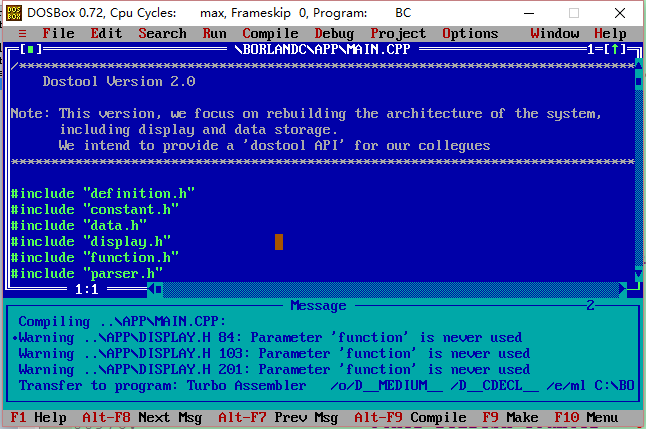 DOSBox 0.72, Cpu Cycles: max, Frameskip 0, Program: BC
≡ File Edit Search Run Compile Debug Project Options Window Help
[■] \BORLANDC\APP\MAIN.CPP 1=[↑]
/***************************************************************************
Dostool Version 2.0
Note: This version, we focus on rebuilding the architecture of the system,
including display and data storage.
We intend to provide a 'dostool API' for our collegues
****************************************************************************
#include "definition.h"
#include "constant.h"
#include "data.h"
#include "display.h"
#include "function.h"
#include "parser.h"
1:1
Message 2
Compiling ..\APP\MAIN.CPP:
•Warning ..\APP\DISPLAY.H 84: Parameter 'function' is never used
Warning ..\APP\DISPLAY.H 103: Parameter 'function' is never used
Warning ..\APP\DISPLAY.H 201: Parameter 'function' is never used
Transfer to program: Turbo Assembler /o/D__MEDIUM__ /D__CDECL__ /e/ml C:\BO
F1 Help Alt-F8 Next Msg Alt-F7 Prev Msg Alt-F9 Compile F9 Make F10 Menu